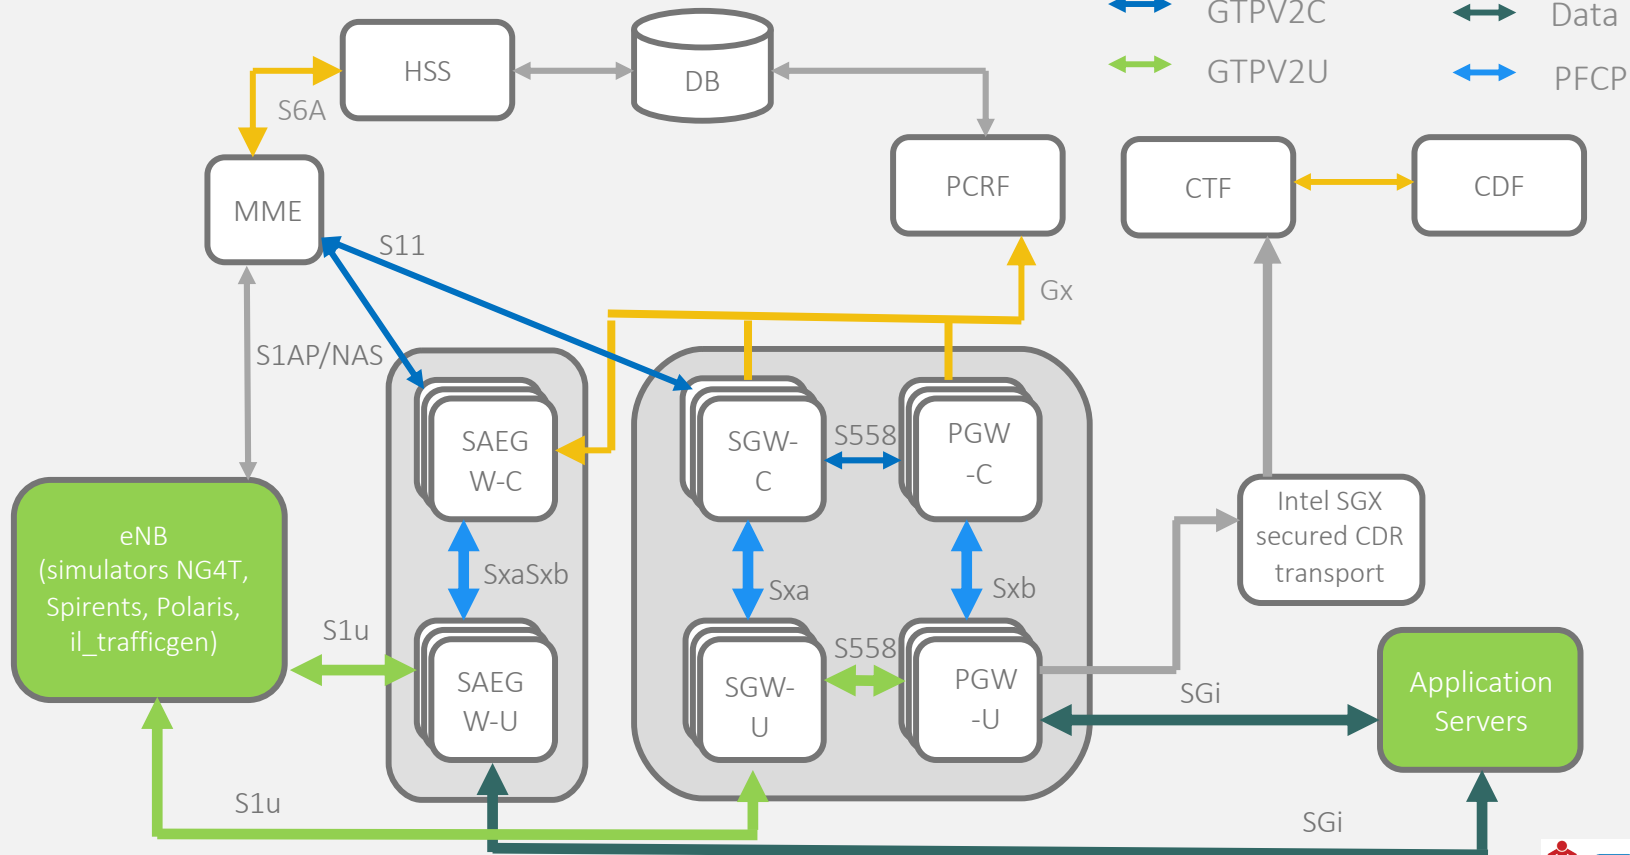 GTPV2C
Data
GTPV2U
PFCP
HSS
DB
S6A
MME
PCRF
CTF
CDF
S11
Gx
S1AP/NAS
SAEG
W-C
SGW-
C
S558
PGW
-C
eNB
(simulators NG4T,
Spirents, Polaris,
il_trafficgen)
Intel SGX
secured CDR
transport
SxaSxb
Sxa
Sxb
S1u
SAEG
W-U
SGW-
U
S558
PGW
-U
SGi
Application
Servers
S1u
SGi